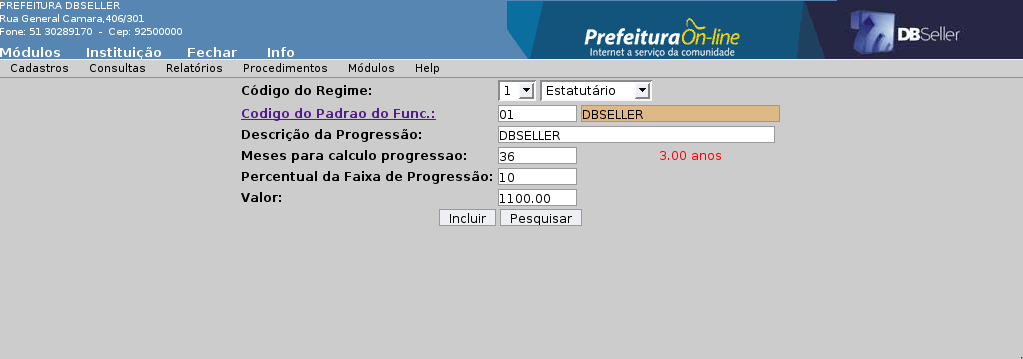 PREFEITURA DBSELLER
Rua General Camara,406/301
Fone: 51 30289170 - Cep: 92500000
Prefeitura On-line
Internet a serviço da comunidade
DBSeller
Módulos Instituição Fechar Info
Cadastros Consultas Relatórios Procedimentos Módulos Help
Código do Regime: 1 Estatutário
Codigo do Padrao do Func.: 01 DBSELLER
Descrição da Progressão: DBSELLER
Meses para calculo progressao: 36 3.00 anos
Percentual da Faixa de Progressão: 10
Valor: 1100.00
Incluir Pesquisar